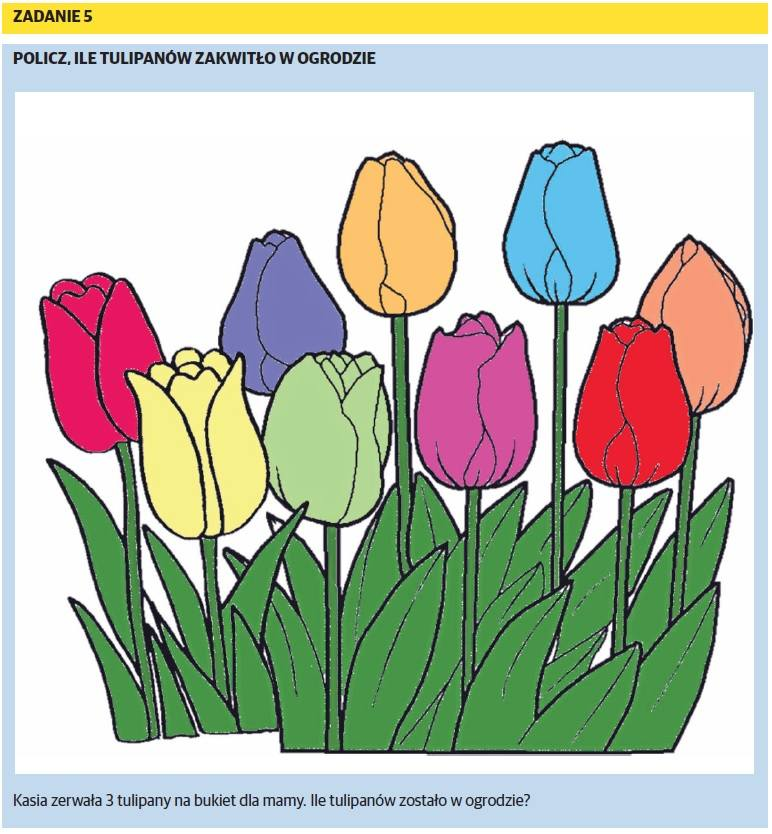 ZADANIE 5
POLICZ, ILE TULIPANÓW ZAKWITŁO W OGRODZIE
Kasia zerwała 3 tulipany na bukiet dla mamy. Ile tulipanów zostało w ogrodzie?